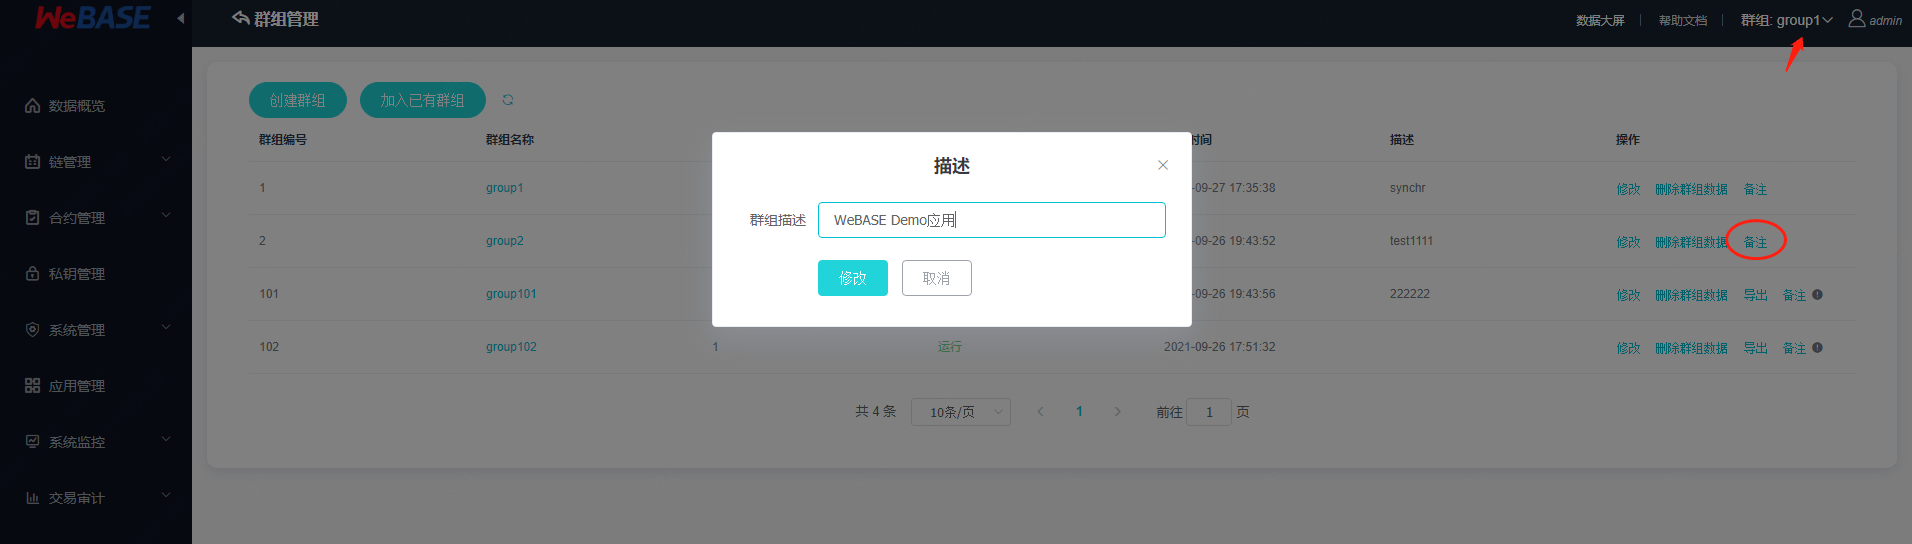 WeBASE
群组管理
数据大屏
帮助文档
群组: group1
admin
数据概览
链管理
合约管理
私钥管理
系统管理
应用管理
系统监控
交易审计
创建群组
加入已有群组
群组编号 群组名称 时间 描述 操作
1 group1 -09-27 17:35:38 synchr 修改 删除群组数据 备注
2 group2 -09-26 19:43:52 test1111 修改 删除群组数据 备注
101 group101 -09-26 19:43:56 222222 修改 删除群组数据 导出 备注
102 group102 1 运行 2021-09-26 17:51:32 修改 删除群组数据 导出 备注
描述
群组描述 WeBASE Demo应用
修改 取消
共 4 条 10条/页 1 前往 1 页